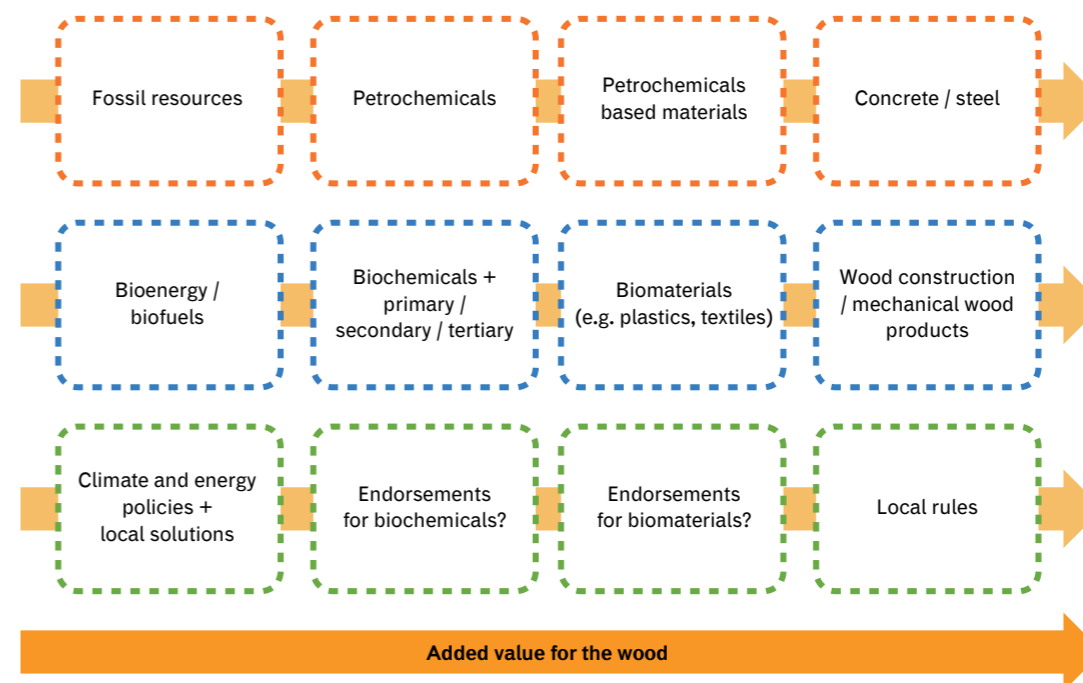 Fossil resources
Petrochemicals
Petrochemicals
based materials
Concrete / steel
Bioenergy /
biofuels
Biochemicals +
primary /
secondary / tertiary
Biomaterials
(e.g. plastics, textiles)
Wood construction
/ mechanical wood
products
Climate and energy
policies +
local solutions
Endorsements
for biochemicals?
Endorsements
for biomaterials?
Local rules
Added value for the wood